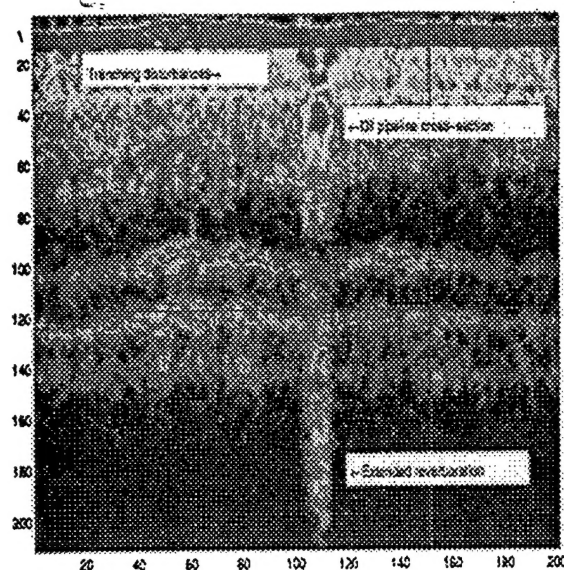 20
Trenching disturbances→
40
←Oil pipeline cross-section
60
80
100
120
140
160
180
←Extended reverberation
200
20 40 60 80 100 120 140 160 180 200